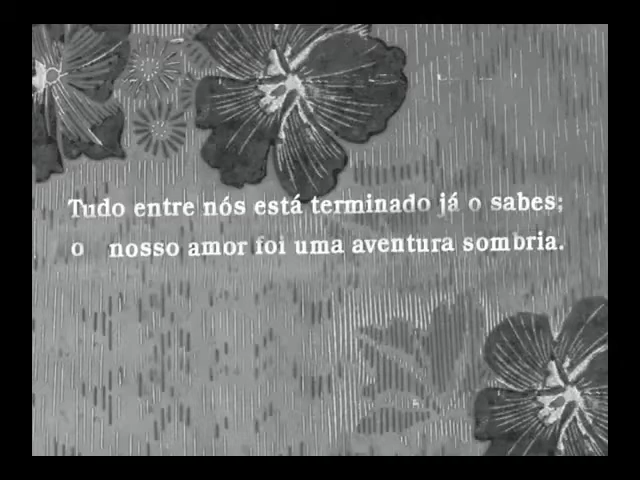 Tudo entre nós está terminado já o sabes;
o nosso amor foi uma aventura sombria.